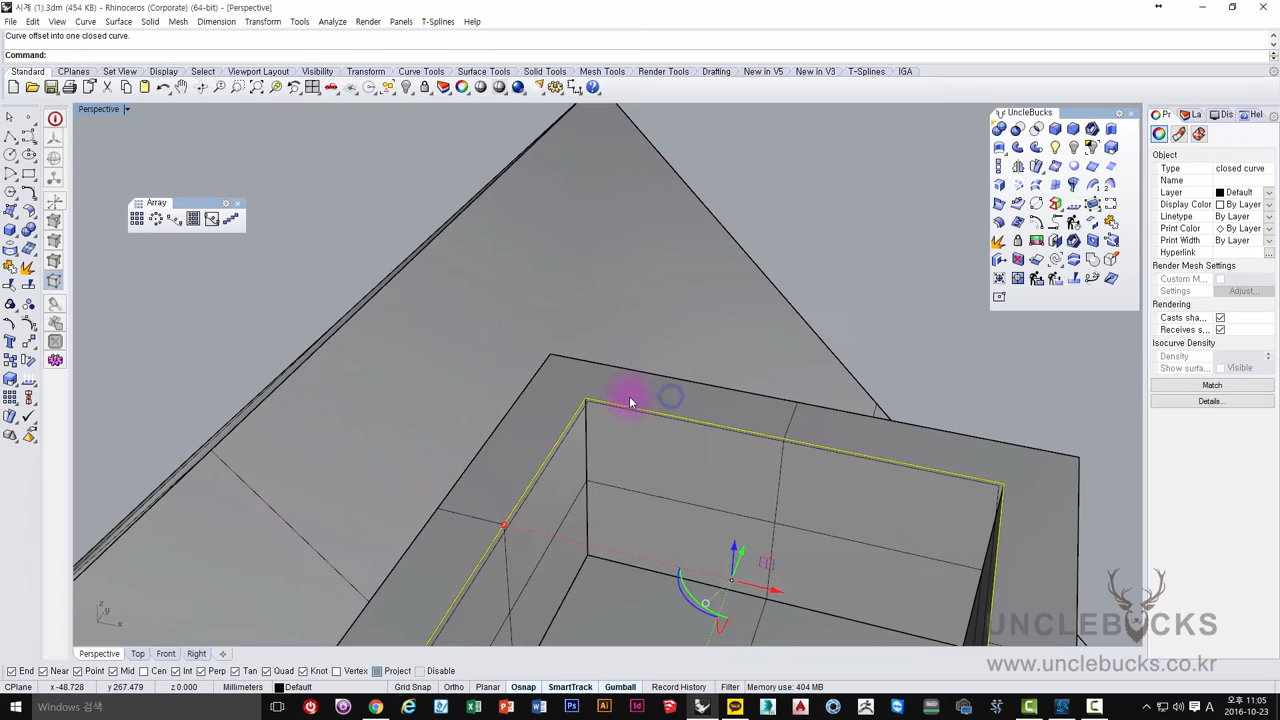 시계 (1).3dm (454 KB) - Rhinoceros (Corporate) (64-bit) - [Perspective]
File Edit View Curve Surface Solid Mesh Dimension Transform Tools Analyze Render Panels T-Splines Help
Curve offset into one closed curve.
Command:
Standard CPlanes Set View Display Select Viewport Layout Visibility Transform Curve Tools Surface Tools Solid Tools Mesh Tools Render Tools Drafting New in V5 New in V3 T-Splines IGA
Perspective
UncleBucks
Array
Pr La Dis Hel
Object
Type closed curve
Name
Layer Default
Display Color By Layer
Linetype By Layer
Print Color By Layer
Print Width By Layer
Hyperlink
Render Mesh Settings
Custom M...
Settings Adjust...
Rendering
Casts sha...
Receives s...
Isocurve Density
Density
Show surfa... Visible
Match
Details...
z y x
UNCLEBUCKS
www.unclebucks.co.kr
Perspective Top Front Right
End Near Point Mid Cen Int Perp Tan Quad Knot Vertex Project Disable
CPlane x -48.728 y 267.479 z 0.000 Millimeters Default Grid Snap Ortho Planar Osnap SmartTrack Gumball Record History Filter Memory use: 404 MB
Windows 검색
A 오후 11:05
2016-10-23